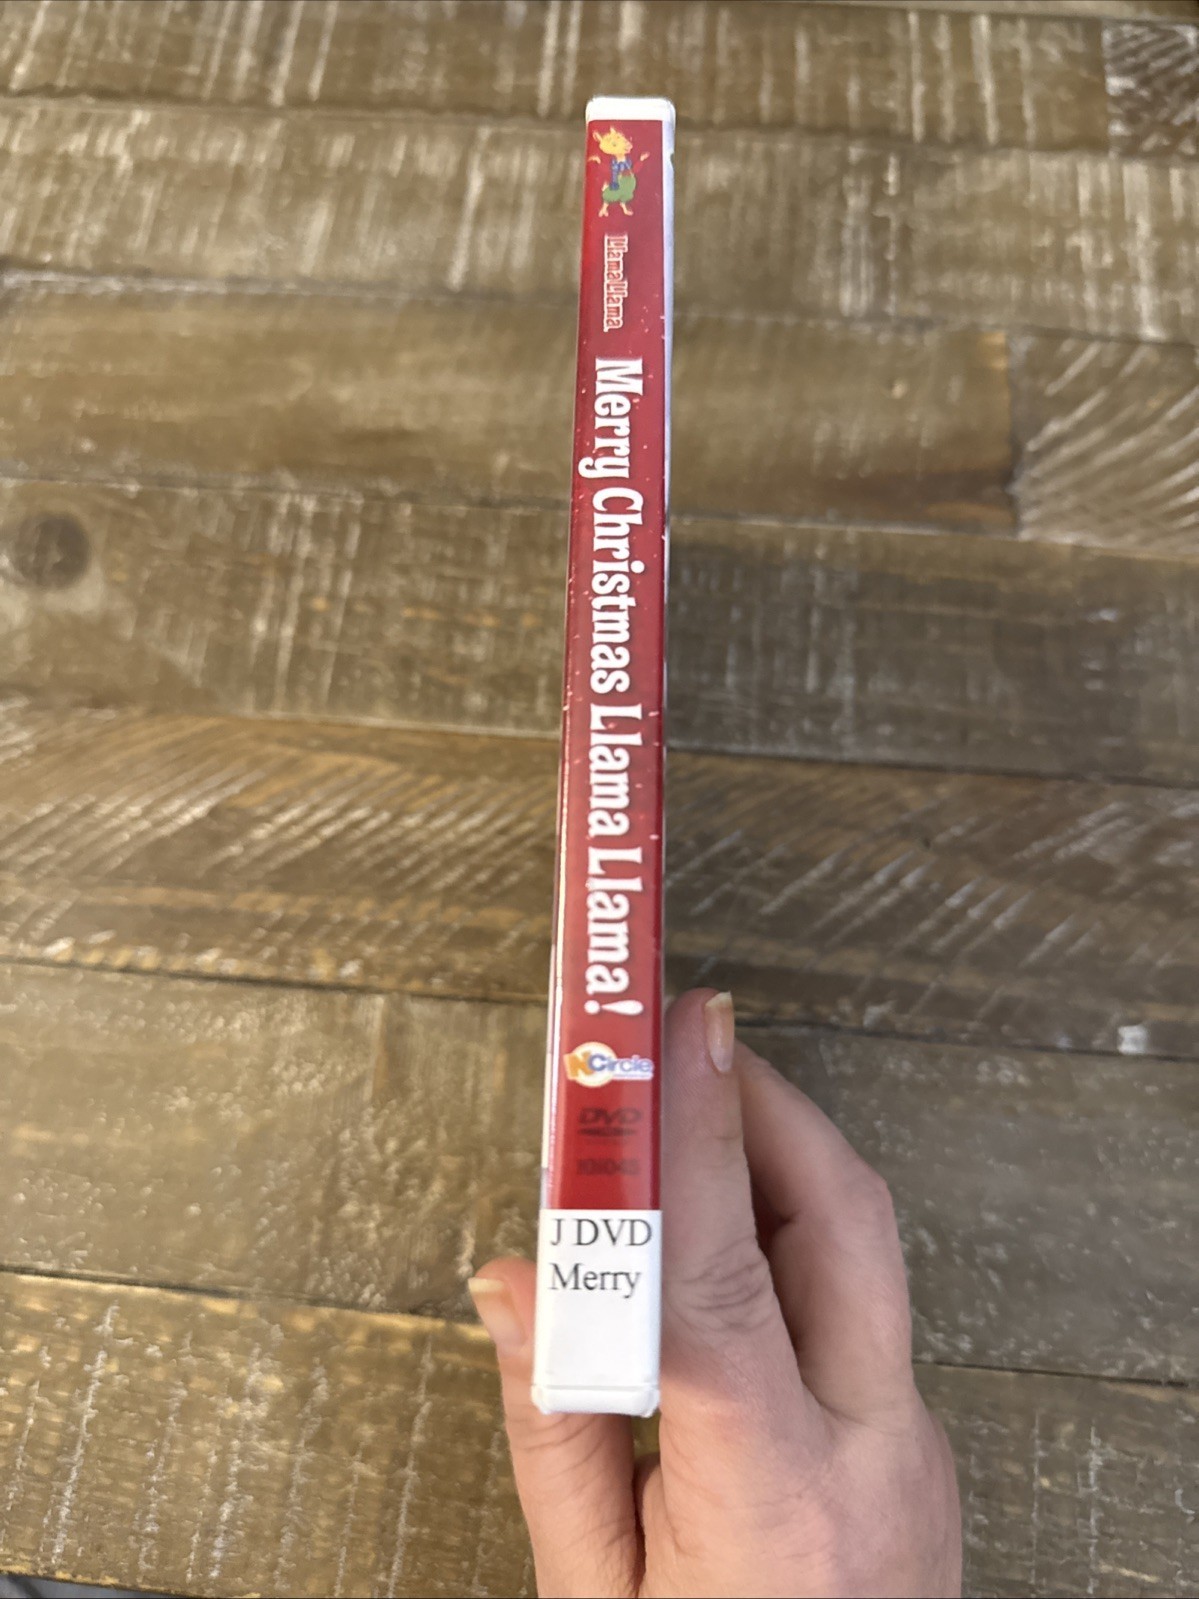 Llama Llama
Merry Christmas Llama Llama!
NCircle
DVD
J DVD
Merry